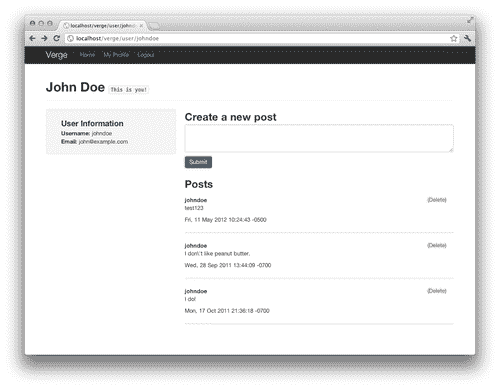 localhost/verge/user/johndo
localhost/verge/user/johndoe
Verge Home My Profile Logout
John Doe This is you!
User Information
Username: johndoe
Email: john@example.com
Create a new post
Submit
Posts
johndoe (Delete)
test123
Fri, 11 May 2012 10:24:43 -0500
johndoe (Delete)
I don\'t like peanut butter.
Wed, 28 Sep 2011 13:44:09 -0700
johndoe (Delete)
I do!
Mon, 17 Oct 2011 21:36:18 -0700